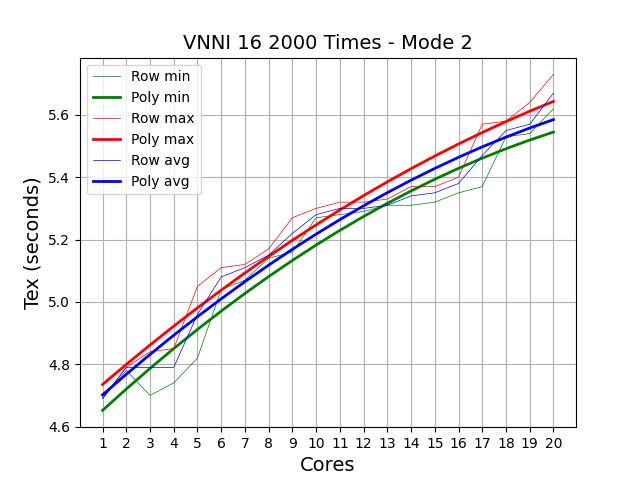 VNNI 16 2000 Times - Mode 2
Row min
Poly min
Row max
Poly max
Row avg
Poly avg
Tex (seconds)
5.6
5.4
5.2
5.0
4.8
4.6
1 2 3 4 5 6 7 8 9 10 11 12 13 14 15 16 17 18 19 20
Cores